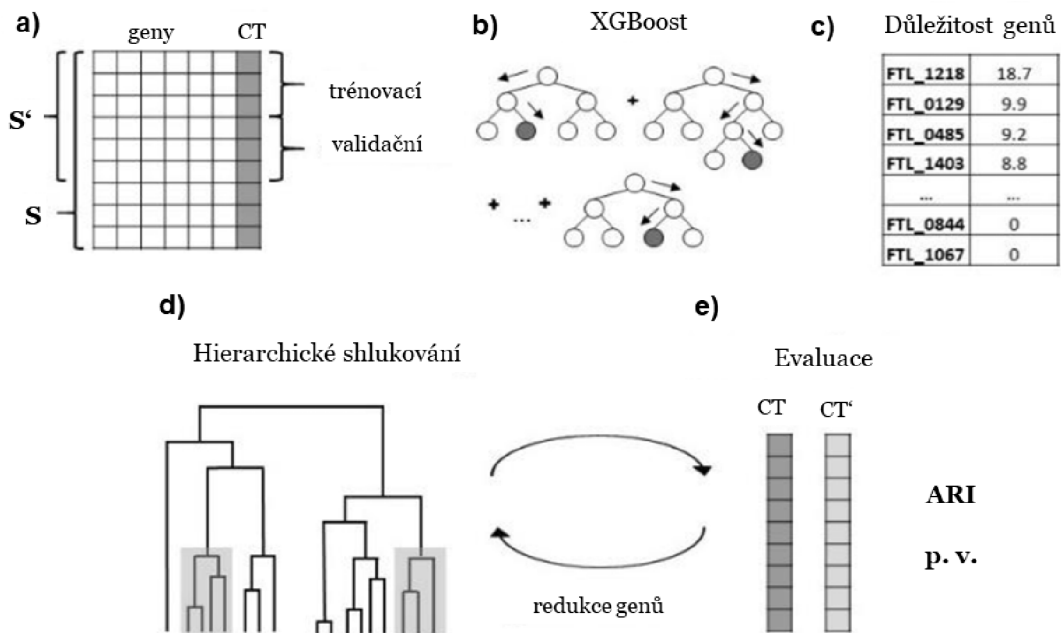 a)
geny CT
S‘
S
trénovací
validační
b)
XGBoost
+
+ ... +
c)
Důležitost genů
FTL_1218 18.7
FTL_0129 9.9
FTL_0485 9.2
FTL_1403 8.8
... ...
FTL_0844 0
FTL_1067 0
d)
Hierarchické shlukování
redukce genů
e)
Evaluace
CT CT‘
ARI
p. v.